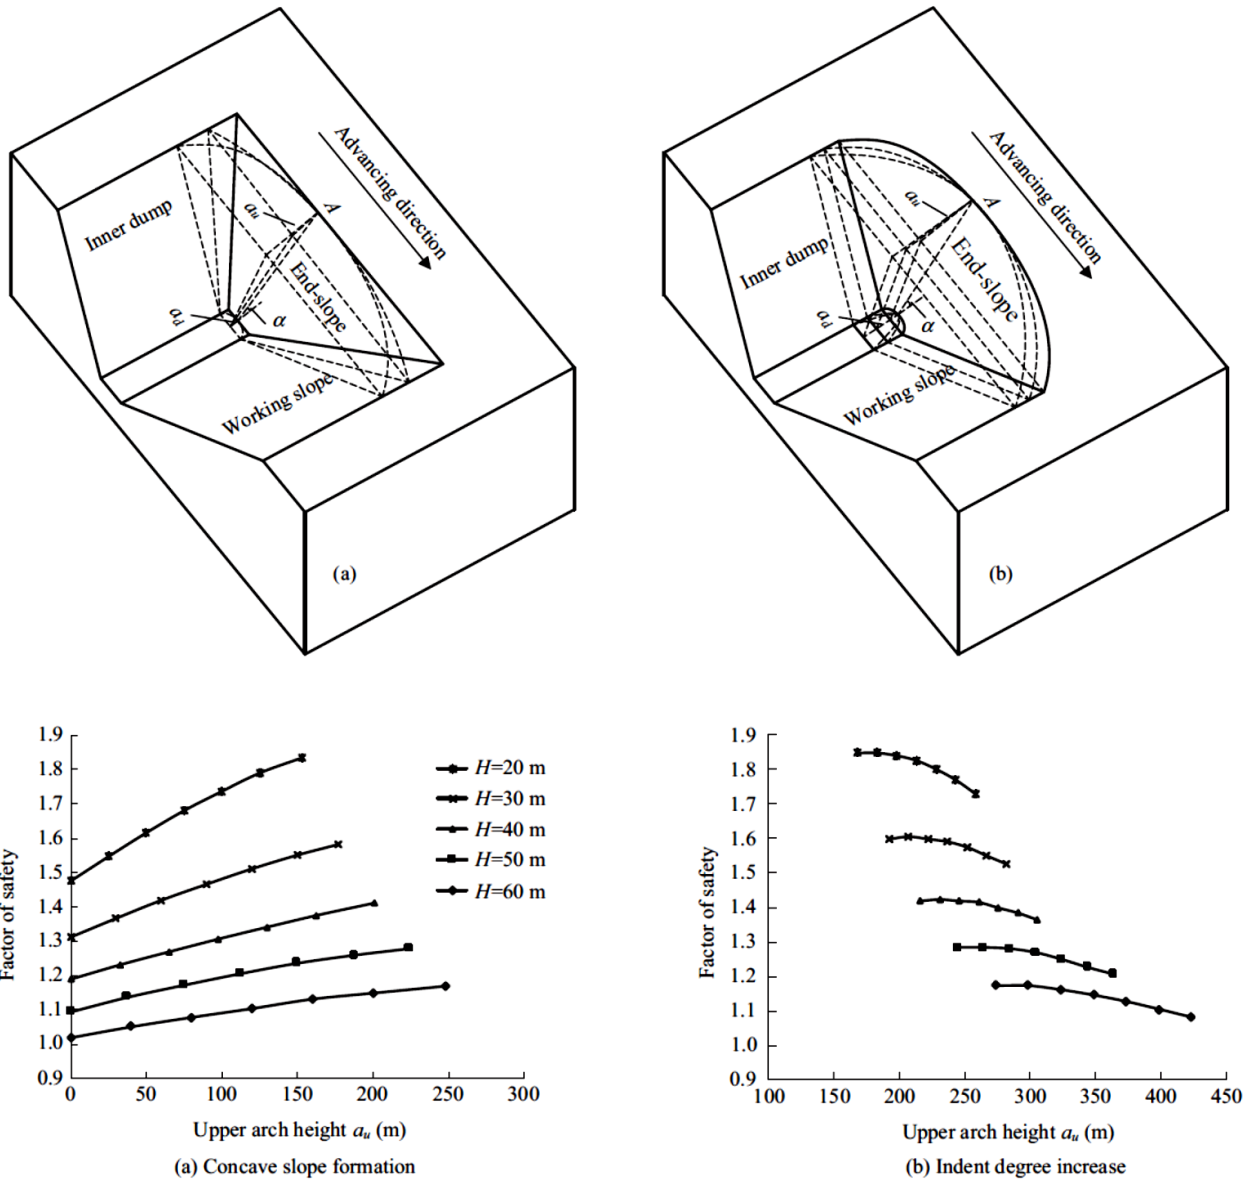 Advancing direction
A
a_u
Inner dump
End-slope
a_d
α
Working slope
(a)
Advancing direction
A
a_u
Inner dump
End-slope
a_d
α
Working slope
(b)
Factor of safety
1.9
1.8
1.7
1.6
1.5
1.4
1.3
1.2
1.1
1.0
0.9
0 50 100 150 200 250 300
H=20 m
H=30 m
H=40 m
H=50 m
H=60 m
Upper arch height a_u (m)
(a) Concave slope formation
Factor of safety
1.9
1.8
1.7
1.6
1.5
1.4
1.3
1.2
1.1
1.0
0.9
100 150 200 250 300 350 400 450
Upper arch height a_u (m)
(b) Indent degree increase